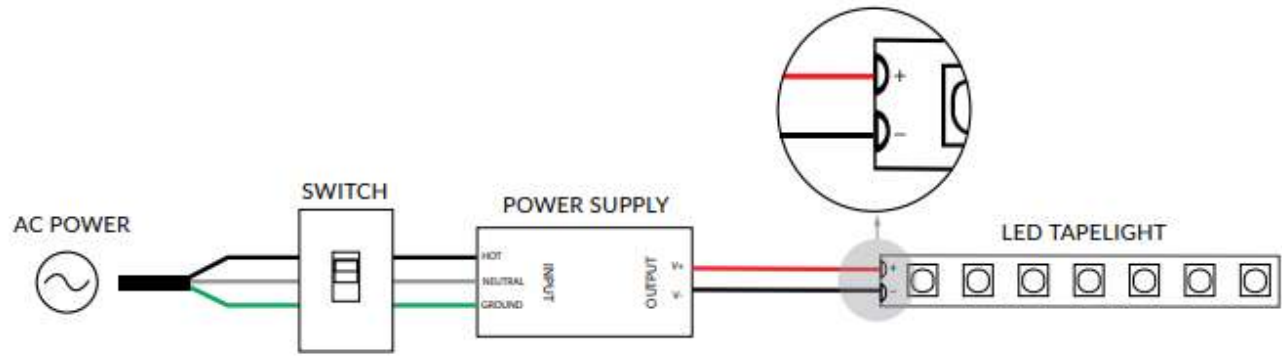 AC POWER
SWITCH
POWER SUPPLY
HOT
NEUTRAL
GROUND
INPUT
OUTPUT
V+
V-
+
–
LED TAPELIGHT
+
–